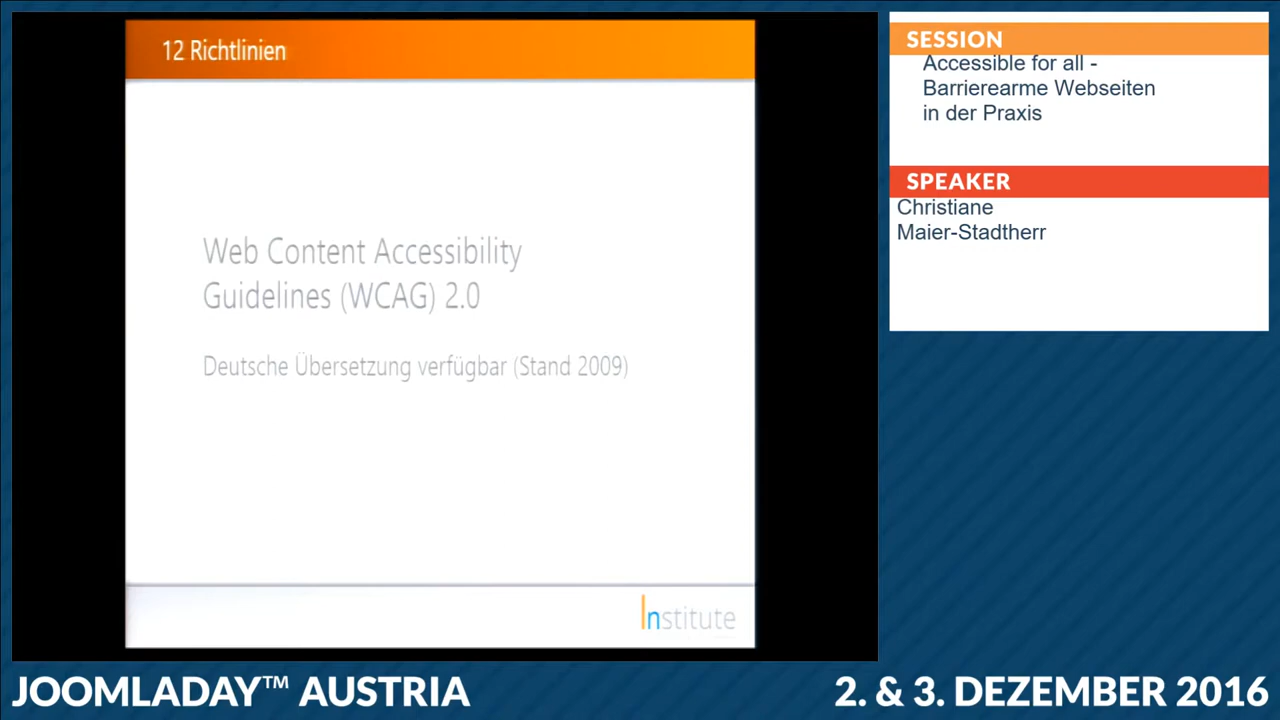 12 Richtlinien
Web Content Accessibility
Guidelines (WCAG) 2.0
Deutsche Übersetzung verfügbar (Stand 2009)
Institute
SESSION
Accessible for all -
Barrierearme Webseiten
in der Praxis
SPEAKER
Christiane
Maier-Stadtherr
JOOMLADAY™ AUSTRIA
2. & 3. DEZEMBER 2016